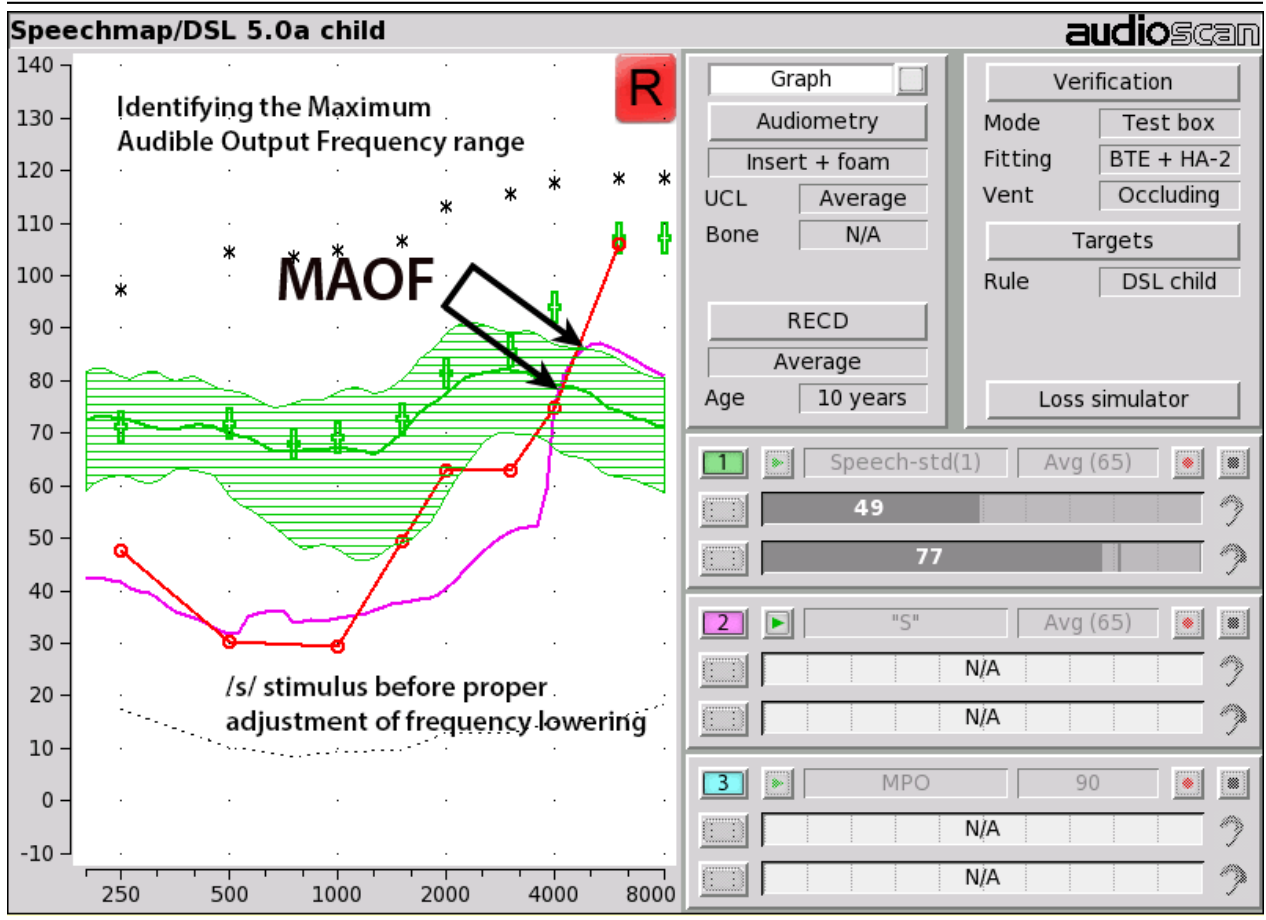 Speechmap/DSL 5.0a child
audioscan
140
130
120
110
100
90
80
70
60
50
40
30
20
10
0
-10
250
500
1000
2000
4000
8000
Identifying the Maximum
Audible Output Frequency range
R
MAOF
/s/ stimulus before proper
adjustment of frequency lowering
Graph
Audiometry
Insert + foam
UCL Average
Bone N/A
RECD
Average
Age 10 years
Verification
Mode Test box
Fitting BTE + HA-2
Vent Occluding
Targets
Rule DSL child
Loss simulator
1 Speech-std(1) Avg (65)
49
77
2 "S" Avg (65)
N/A
N/A
3 MPO 90
N/A
N/A